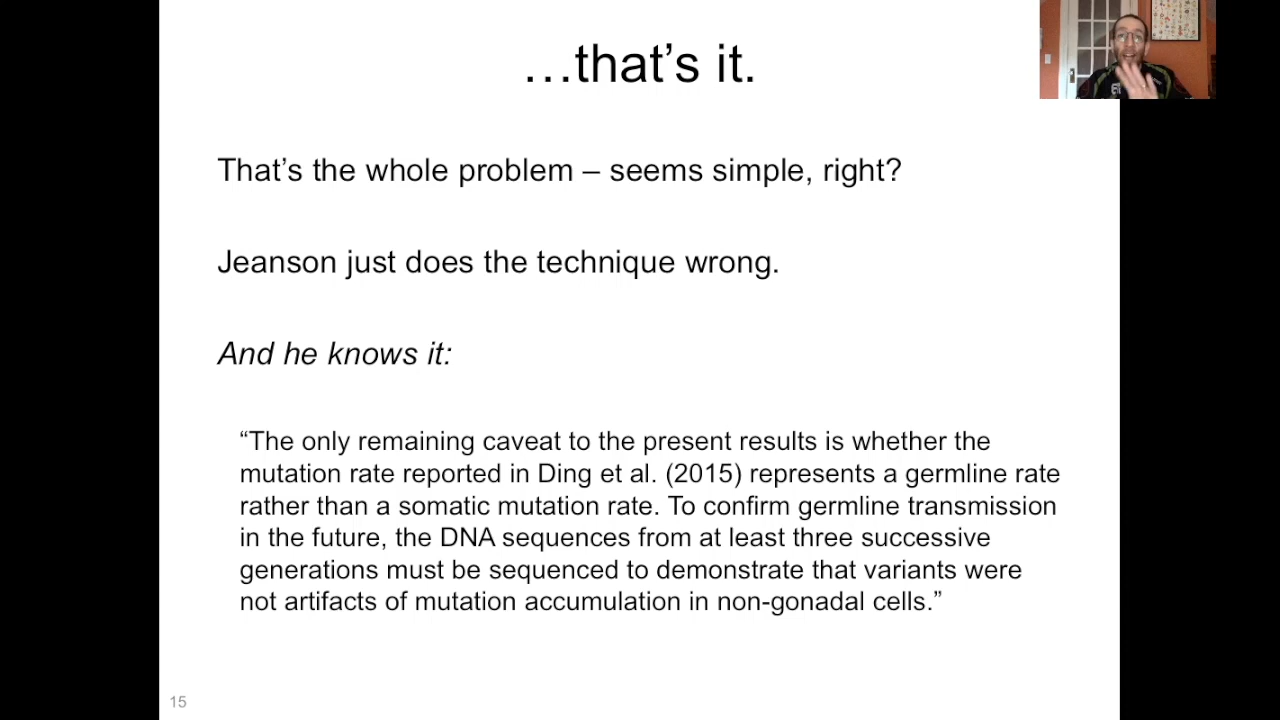 …that’s it.
That’s the whole problem – seems simple, right?
Jeanson just does the technique wrong.
And he knows it:
“The only remaining caveat to the present results is whether the
mutation rate reported in Ding et al. (2015) represents a germline rate
rather than a somatic mutation rate. To confirm germline transmission
in the future, the DNA sequences from at least three successive
generations must be sequenced to demonstrate that variants were
not artifacts of mutation accumulation in non-gonadal cells.”
15